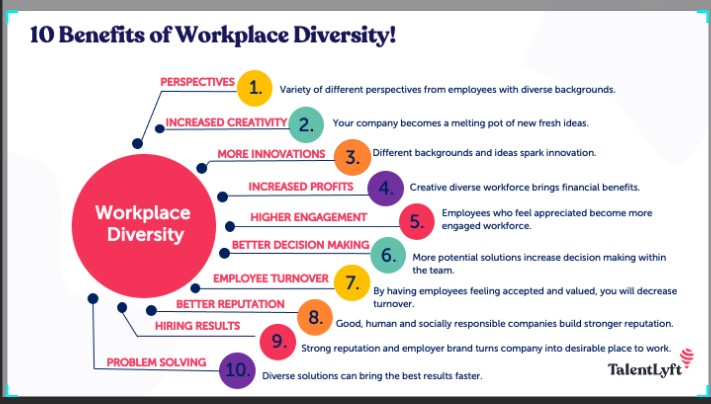 10 Benefits of Workplace Diversity!
PERSPECTIVES 1. Variety of different perspectives from employees with diverse backgrounds.
INCREASED CREATIVITY 2. Your company becomes a melting pot of new fresh ideas.
MORE INNOVATIONS 3. Different backgrounds and ideas spark innovation.
INCREASED PROFITS 4. Creative diverse workforce brings financial benefits.
Workplace
Diversity
HIGHER ENGAGEMENT 5. Employees who feel appreciated become more
engaged workforce.
BETTER DECISION MAKING 6. More potential solutions increase decision making within
the team.
EMPLOYEE TURNOVER 7. By having employees feeling accepted and valued, you will decrease
turnover.
BETTER REPUTATION 8. Good, human and socially responsible companies build stronger reputation.
HIRING RESULTS 9. Strong reputation and employer brand turns company into desirable place to work.
PROBLEM SOLVING 10. Diverse solutions can bring the best results faster.
TalentLyft